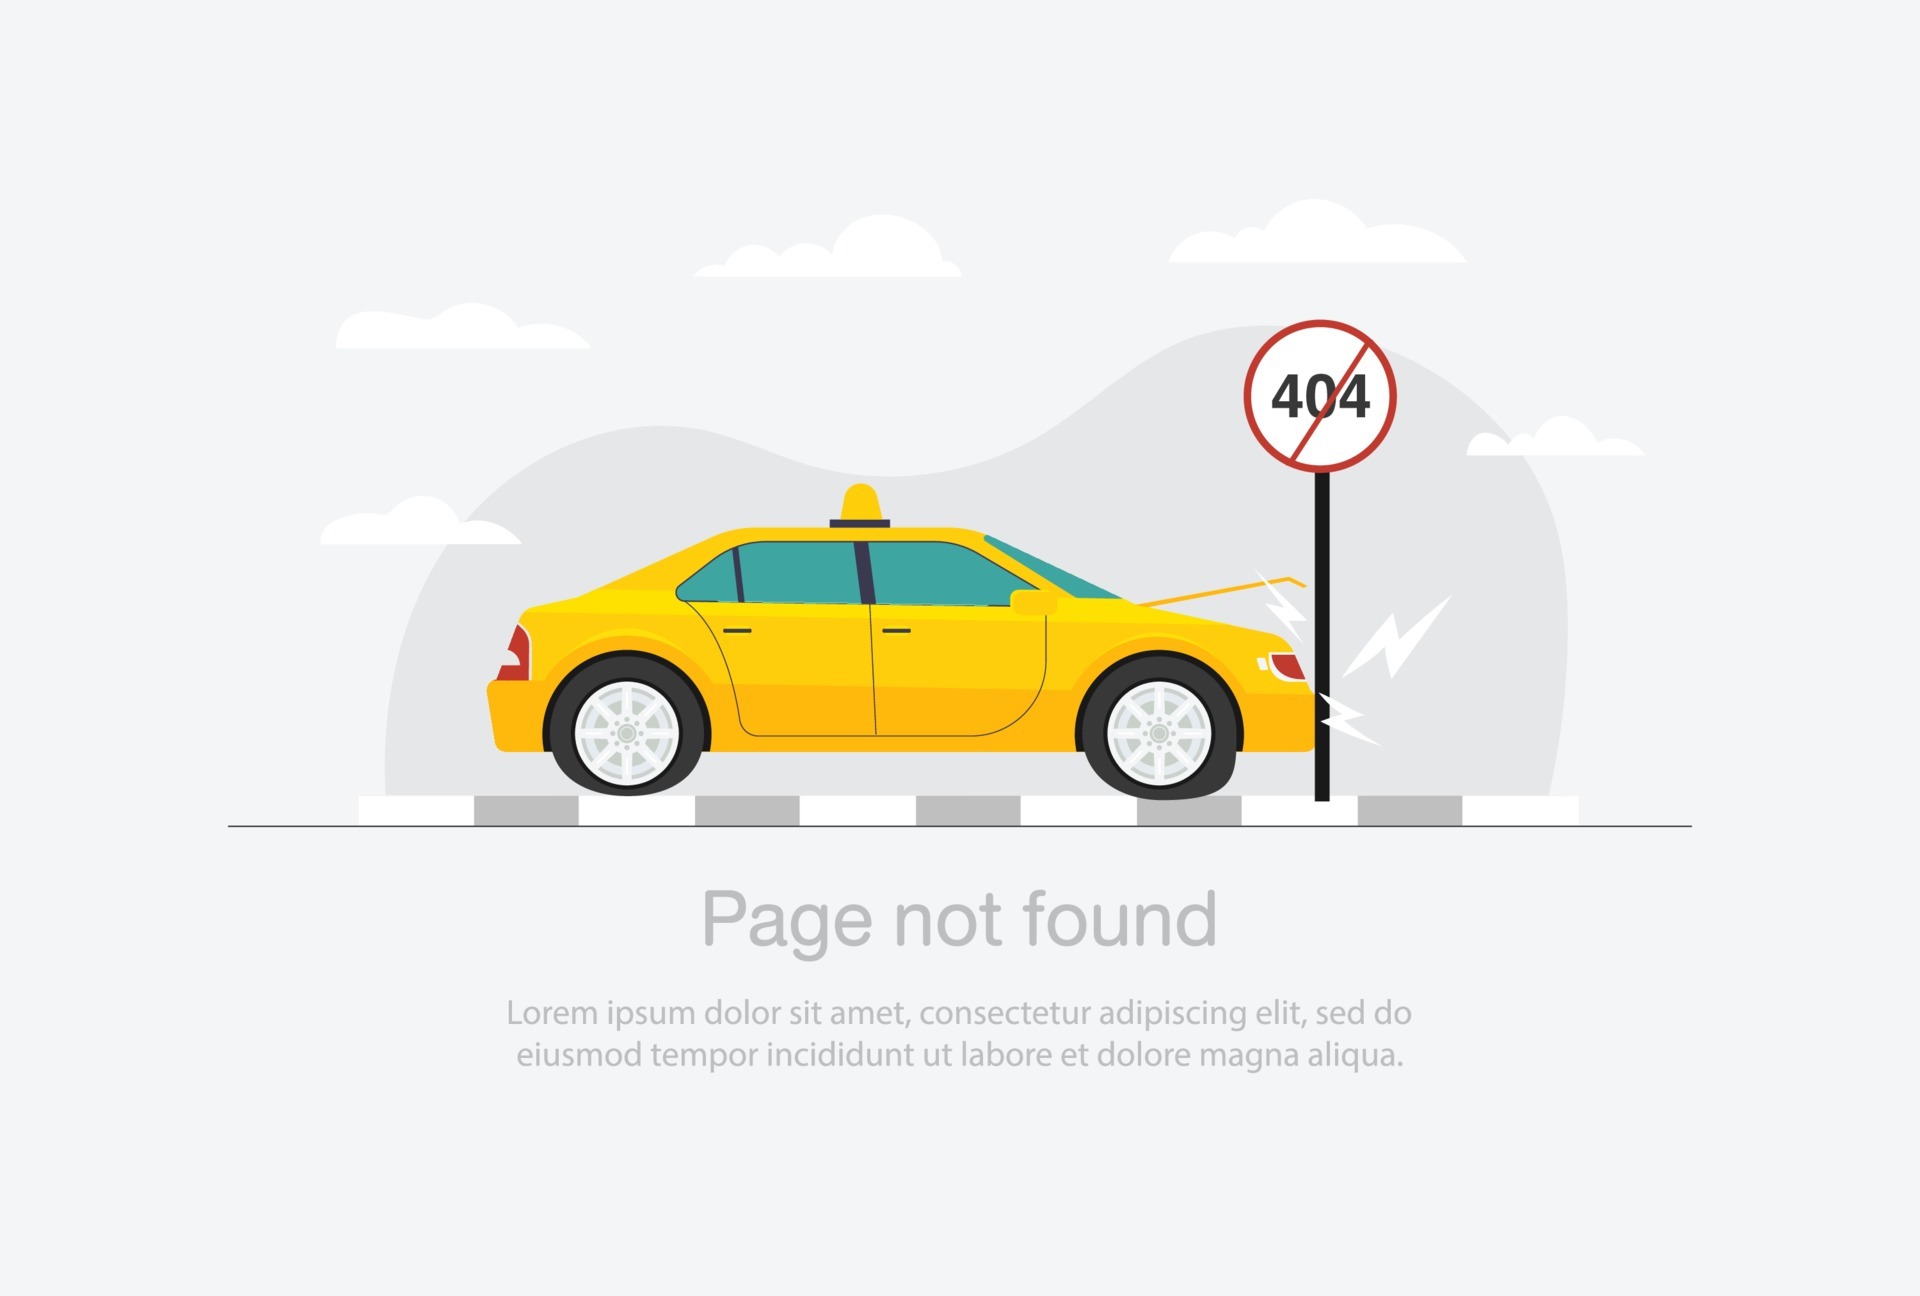 404
Page not found
Lorem ipsum dolor sit amet, consectetur adipiscing elit, sed do
eiusmod tempor incididunt ut labore et dolore magna aliqua.